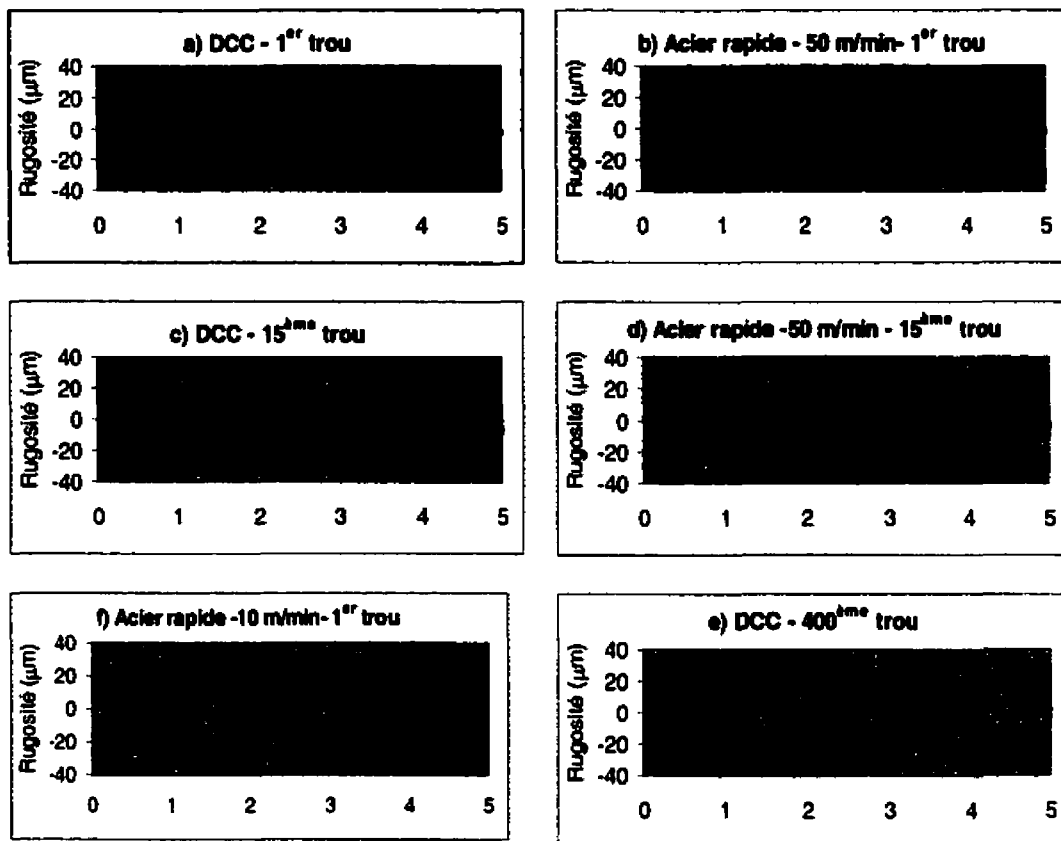 a) DCC - 1er trou
Rugosité (µm)
40
20
0
-20
-40
0 1 2 3 4 5
b) Acier rapide - 50 m/min- 1er trou
Rugosité (µm)
40
20
0
-20
-40
0 1 2 3 4 5
c) DCC - 15ème trou
Rugosité (µm)
40
20
0
-20
-40
0 1 2 3 4 5
d) Acier rapide -50 m/min - 15ème trou
Rugosité (µm)
40
20
0
-20
-40
0 1 2 3 4 5
f) Acier rapide -10 m/min- 1er trou
Rugosité (µm)
40
20
0
-20
-40
0 1 2 3 4 5
e) DCC - 400ème trou
Rugosité (µm)
40
20
0
-20
-40
0 1 2 3 4 5